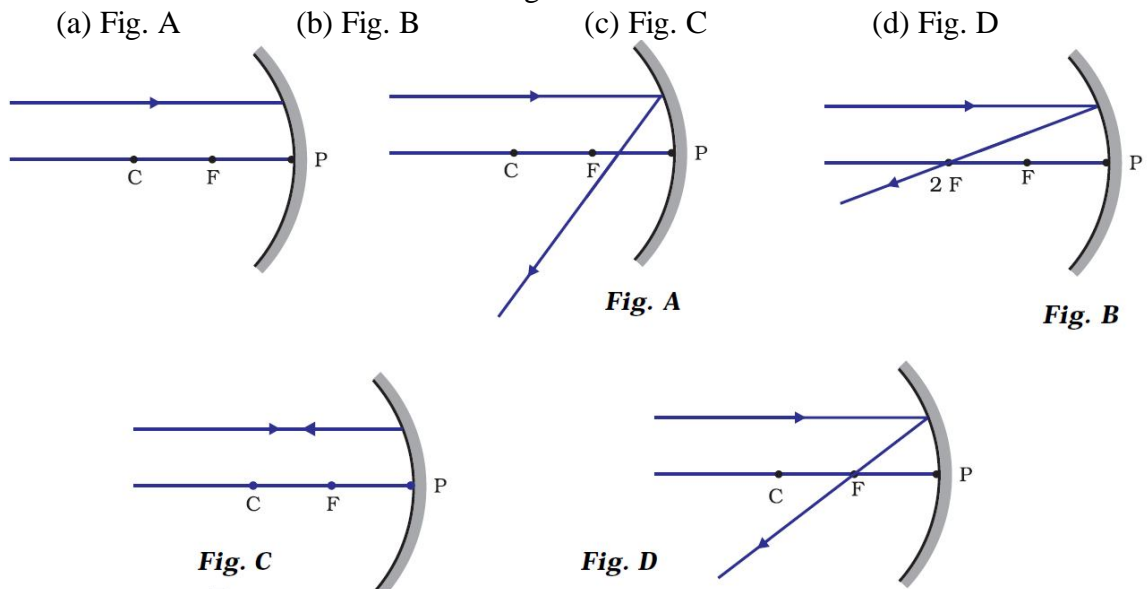 (a) Fig. A (b) Fig. B (c) Fig. C (d) Fig. D
C F P
C F P
Fig. A
2 F F P
Fig. B
C F P
Fig. C
C F P
Fig. D